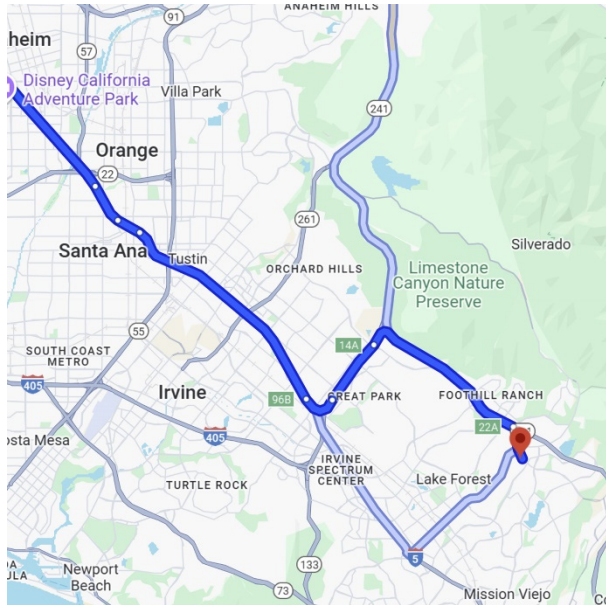 ANAHEIM HILLS
91
heim
57
Disney California
Adventure Park
Villa Park
241
Orange
22
261
Silverado
Santa Ana
Tustin
ORCHARD HILLS
Limestone
Canyon Nature
Preserve
55
14A
SOUTH COAST
METRO
405
Irvine
96B
GREAT PARK
FOOTHILL RANCH
22A
osta Mesa
405
IRVINE
SPECTRUM
CENTER
Lake Forest
TURTLE ROCK
5
133
Newport
Beach
73
Mission Viejo